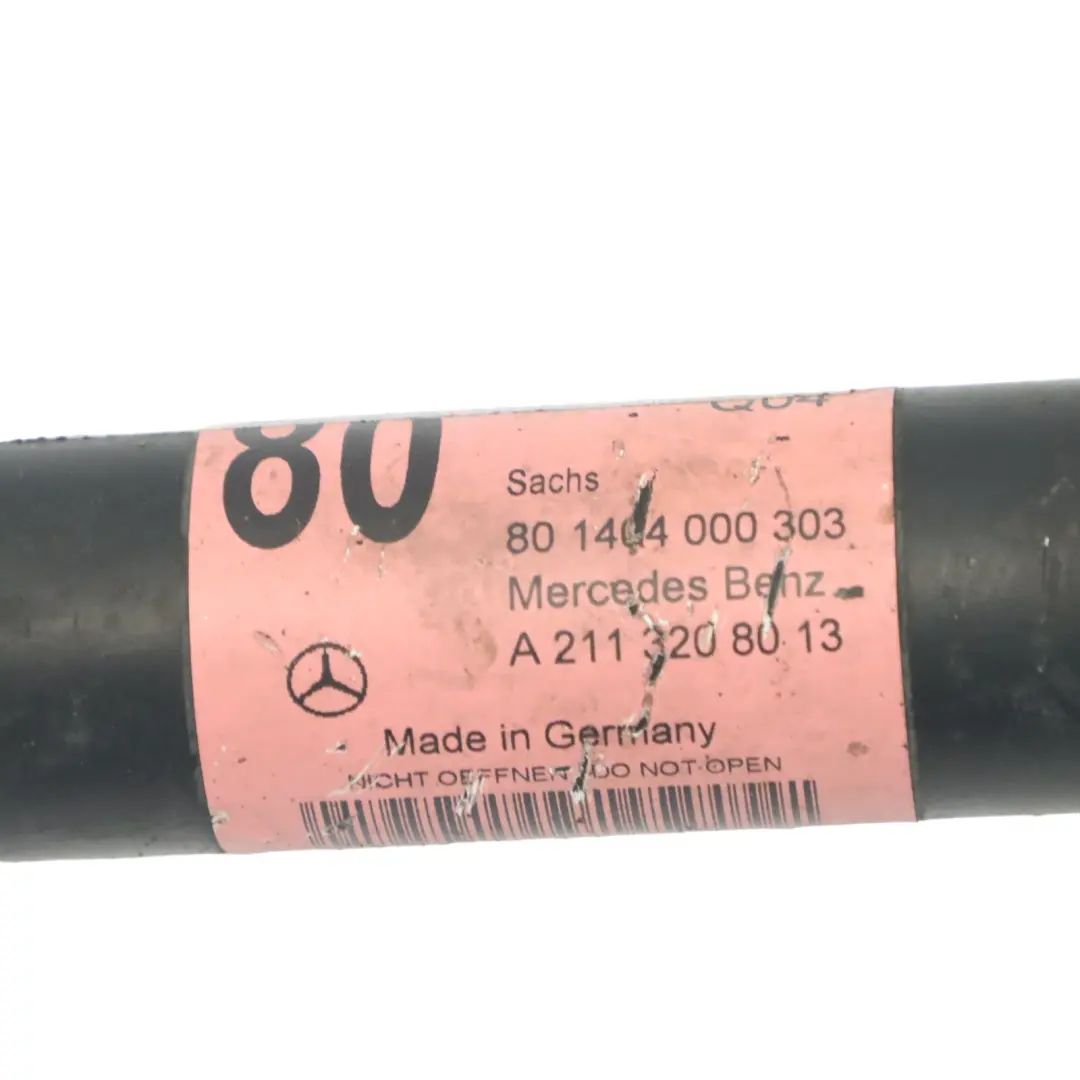 80
Sachs
80 1404 000 303
Mercedes Benz
A 211 320 80 13
Made in Germany
NICHT OEFFNEN / DO NOT OPEN